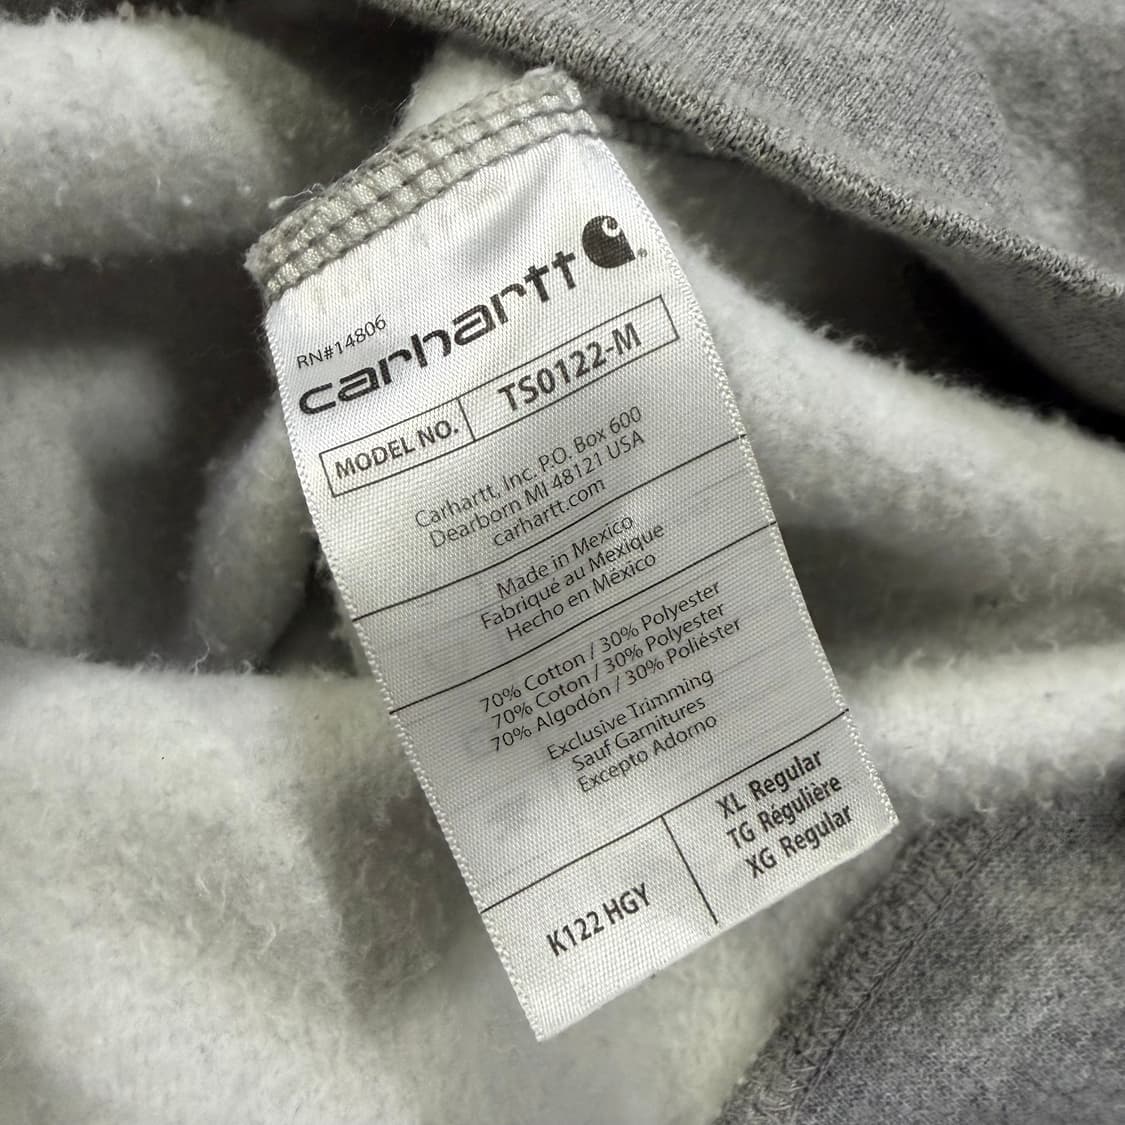 RN#14806
carhartt
MODEL NO. TS0122-M
Carhartt, Inc. P.O. Box 600
Dearborn MI 48121 USA
carhartt.com
Made in Mexico
Fabriqué au Mexique
Hecho en México
70% Cotton / 30% Polyester
70% Coton / 30% Polyester
70% Algodón / 30% Poliéster
Exclusive Trimming
Sauf Garnitures
Excepto Adorno
XL Regular
TG Régulière
XG Regular
K122 HGY